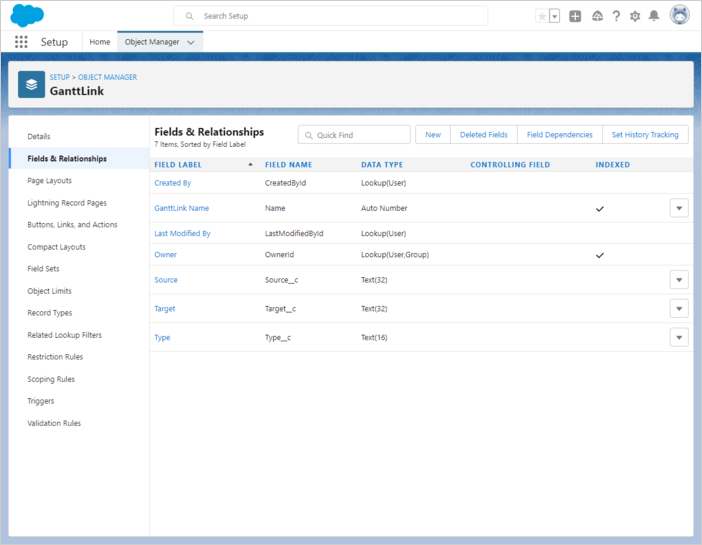 Search Setup
Setup
Home
Object Manager
SETUP > OBJECT MANAGER
GanttLink
Details
Fields & Relationships
Page Layouts
Lightning Record Pages
Buttons, Links, and Actions
Compact Layouts
Field Sets
Object Limits
Record Types
Related Lookup Filters
Restriction Rules
Scoping Rules
Triggers
Validation Rules
Fields & Relationships
7 Items, Sorted by Field Label
Quick Find
New
Deleted Fields
Field Dependencies
Set History Tracking
FIELD LABEL FIELD NAME DATA TYPE CONTROLLING FIELD INDEXED
Created By CreatedById Lookup(User)
GanttLink Name Name Auto Number
Last Modified By LastModifiedById Lookup(User)
Owner OwnerId Lookup(User,Group)
Source Source__c Text(32)
Target Target__c Text(32)
Type Type__c Text(16)